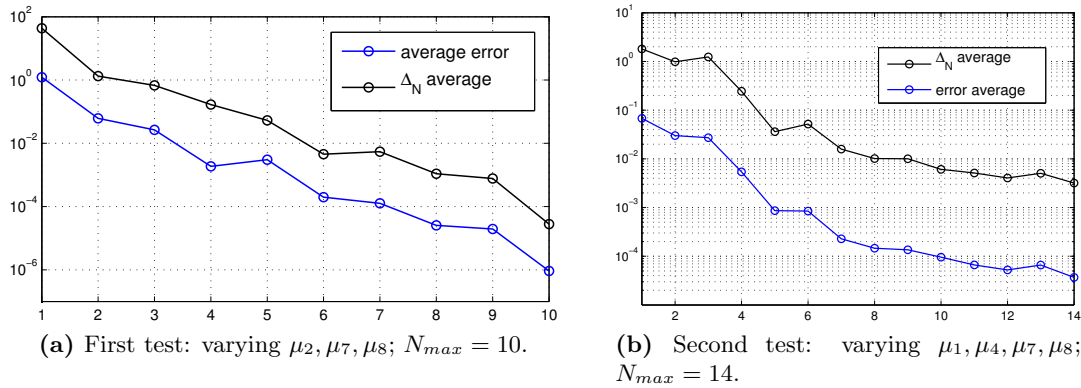 10^2
10^0
10^-2
10^-4
10^-6
1 2 3 4 5 6 7 8 9 10
average error
Δ_N average
(a) First test: varying μ2, μ7, μ8; N_max = 10.
10^1
10^0
10^-1
10^-2
10^-3
10^-4
2 4 6 8 10 12 14
Δ_N average
error average
(b) Second test: varying μ1, μ4, μ7, μ8;
N_max = 14.